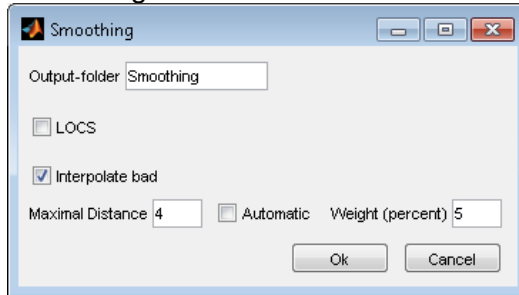 Smoothing
Output-folder Smoothing
LOCS
Interpolate bad
Maximal Distance 4 Automatic Weight (percent) 5
Ok Cancel